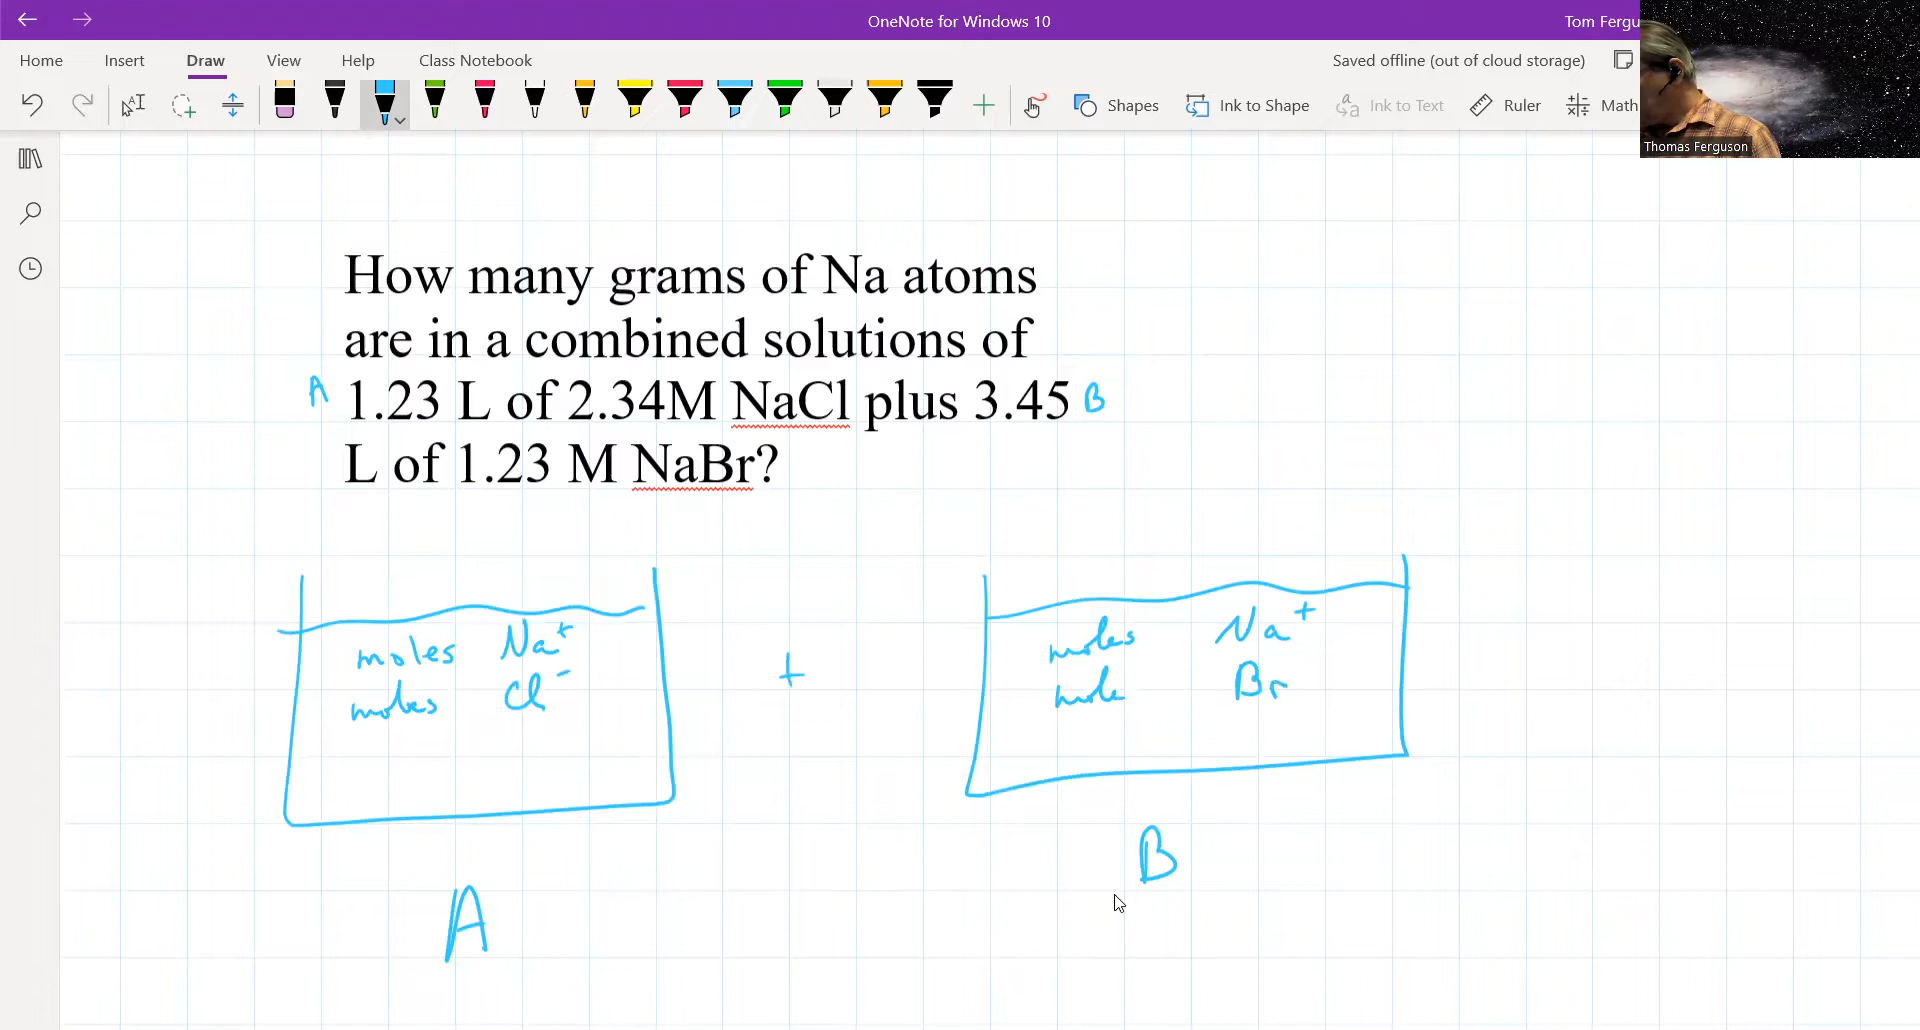 OneNote for Windows 10
Tom Fergu
Home Insert Draw View Help Class Notebook
Saved offline (out of cloud storage)
Shapes Ink to Shape Ink to Text Ruler Math
Thomas Ferguson
How many grams of Na atoms
are in a combined solutions of
A 1.23 L of 2.34M NaCl plus 3.45 B
L of 1.23 M NaBr?
moles Na+
moles Cl-
+
moles Na+
mole Br
A
B